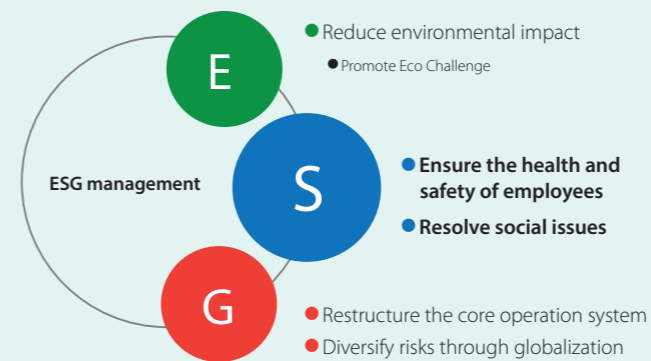 E
● Reduce environmental impact
● Promote Eco Challenge
ESG management
S
● Ensure the health and
safety of employees
● Resolve social issues
G
● Restructure the core operation system
● Diversify risks through globalization